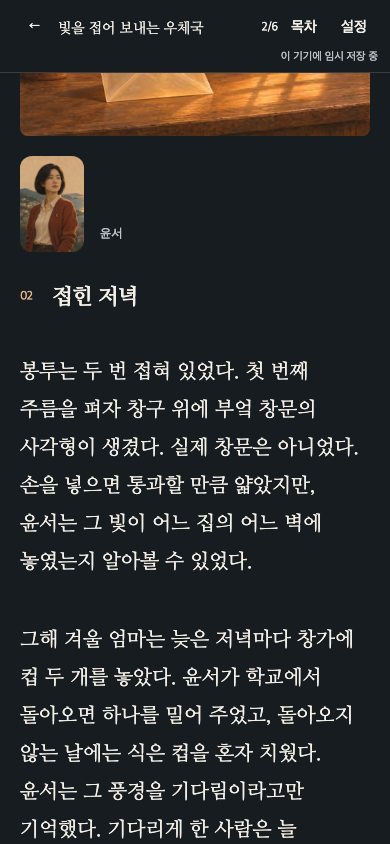 ← 빛을 접어 보내는 우체국 2/6 목차 설정
이 기기에 임시 저장 중
윤서
02 접힌 저녁
봉투는 두 번 접혀 있었다. 첫 번째
주름을 펴자 창구 위에 부엌 창문의
사각형이 생겼다. 실제 창문은 아니었다.
손을 넣으면 통과할 만큼 얇았지만,
윤서는 그 빛이 어느 집의 어느 벽에
놓였는지 알아볼 수 있었다.
그해 겨울 엄마는 늦은 저녁마다 창가에
컵 두 개를 놓았다. 윤서가 학교에서
돌아오면 하나를 밀어 주었고, 돌아오지
않는 날에는 식은 컵을 혼자 치웠다.
윤서는 그 풍경을 기다림이라고만
기억했다. 기다리게 한 사람은 늘